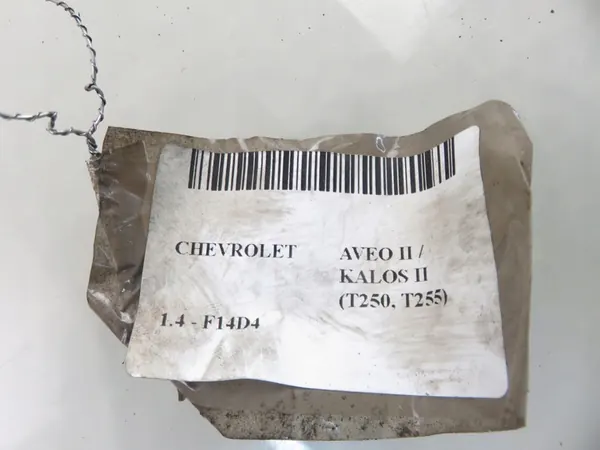 CHEVROLET
AVEO II /
KALOS II
(T250, T255)
1.4 - F14D4